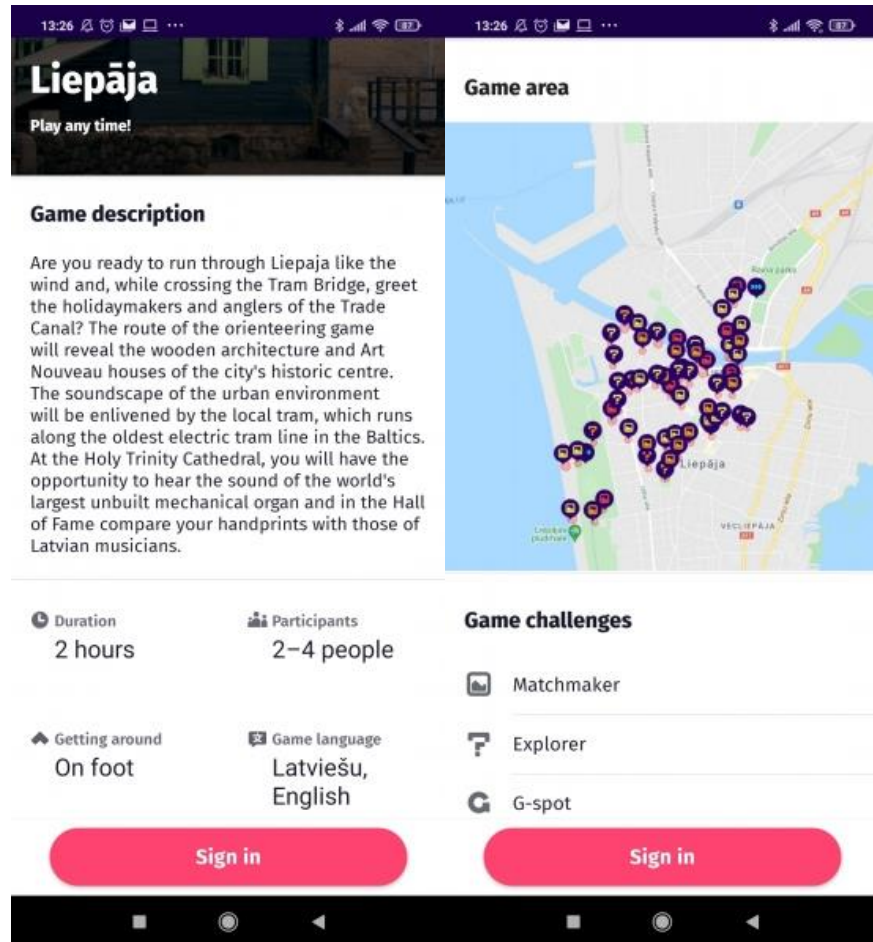 13:26
87
Liepāja
Play any time!
Game description
Are you ready to run through Liepaja like the
wind and, while crossing the Tram Bridge, greet
the holidaymakers and anglers of the Trade
Canal? The route of the orienteering game
will reveal the wooden architecture and Art
Nouveau houses of the city's historic centre.
The soundscape of the urban environment
will be enlivened by the local tram, which runs
along the oldest electric tram line in the Baltics.
At the Holy Trinity Cathedral, you will have the
opportunity to hear the sound of the world's
largest unbuilt mechanical organ and in the Hall
of Fame compare your handprints with those of
Latvian musicians.
Duration
2 hours
Participants
2–4 people
Getting around
On foot
Game language
Latviešu,
English
Sign in
13:26
87
Game area
Liepāja
VECLIEPĀJA
Game challenges
Matchmaker
Explorer
G-spot
Sign in